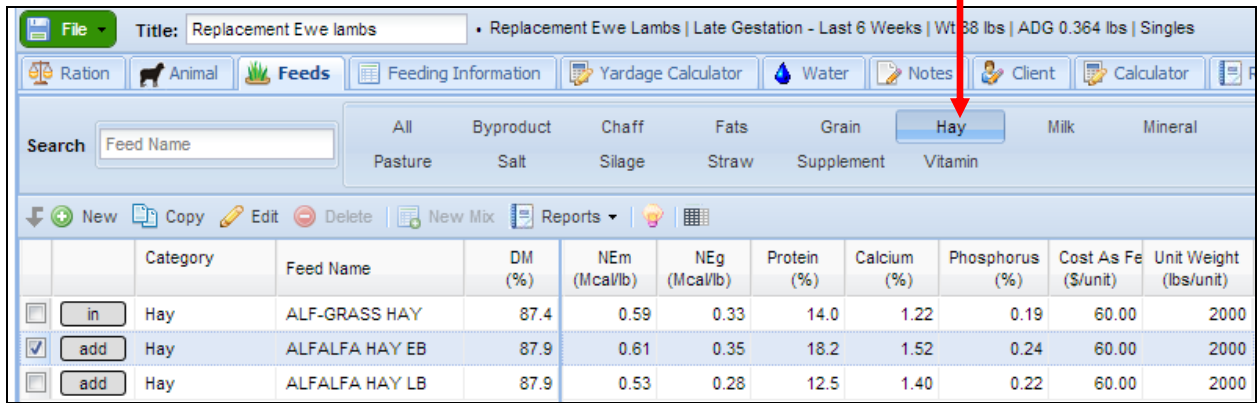 File Title: Replacement Ewe lambs • Replacement Ewe Lambs | Late Gestation - Last 6 Weeks | Wt 88 lbs | ADG 0.364 lbs | Singles
Ration Animal Feeds Feeding Information Yardage Calculator Water Notes Client Calculator
Search Feed Name
All Byproduct Chaff Fats Grain Hay Milk Mineral
Pasture Salt Silage Straw Supplement Vitamin
New Copy Edit Delete New Mix Reports
Category Feed Name DM (%) NEm (Mcal/lb) NEg (Mcal/lb) Protein (%) Calcium (%) Phosphorus (%) Cost As Fe ($/unit) Unit Weight (lbs/unit)
in Hay ALF-GRASS HAY 87.4 0.59 0.33 14.0 1.22 0.19 60.00 2000
add Hay ALFALFA HAY EB 87.9 0.61 0.35 18.2 1.52 0.24 60.00 2000
add Hay ALFALFA HAY LB 87.9 0.53 0.28 12.5 1.40 0.22 60.00 2000